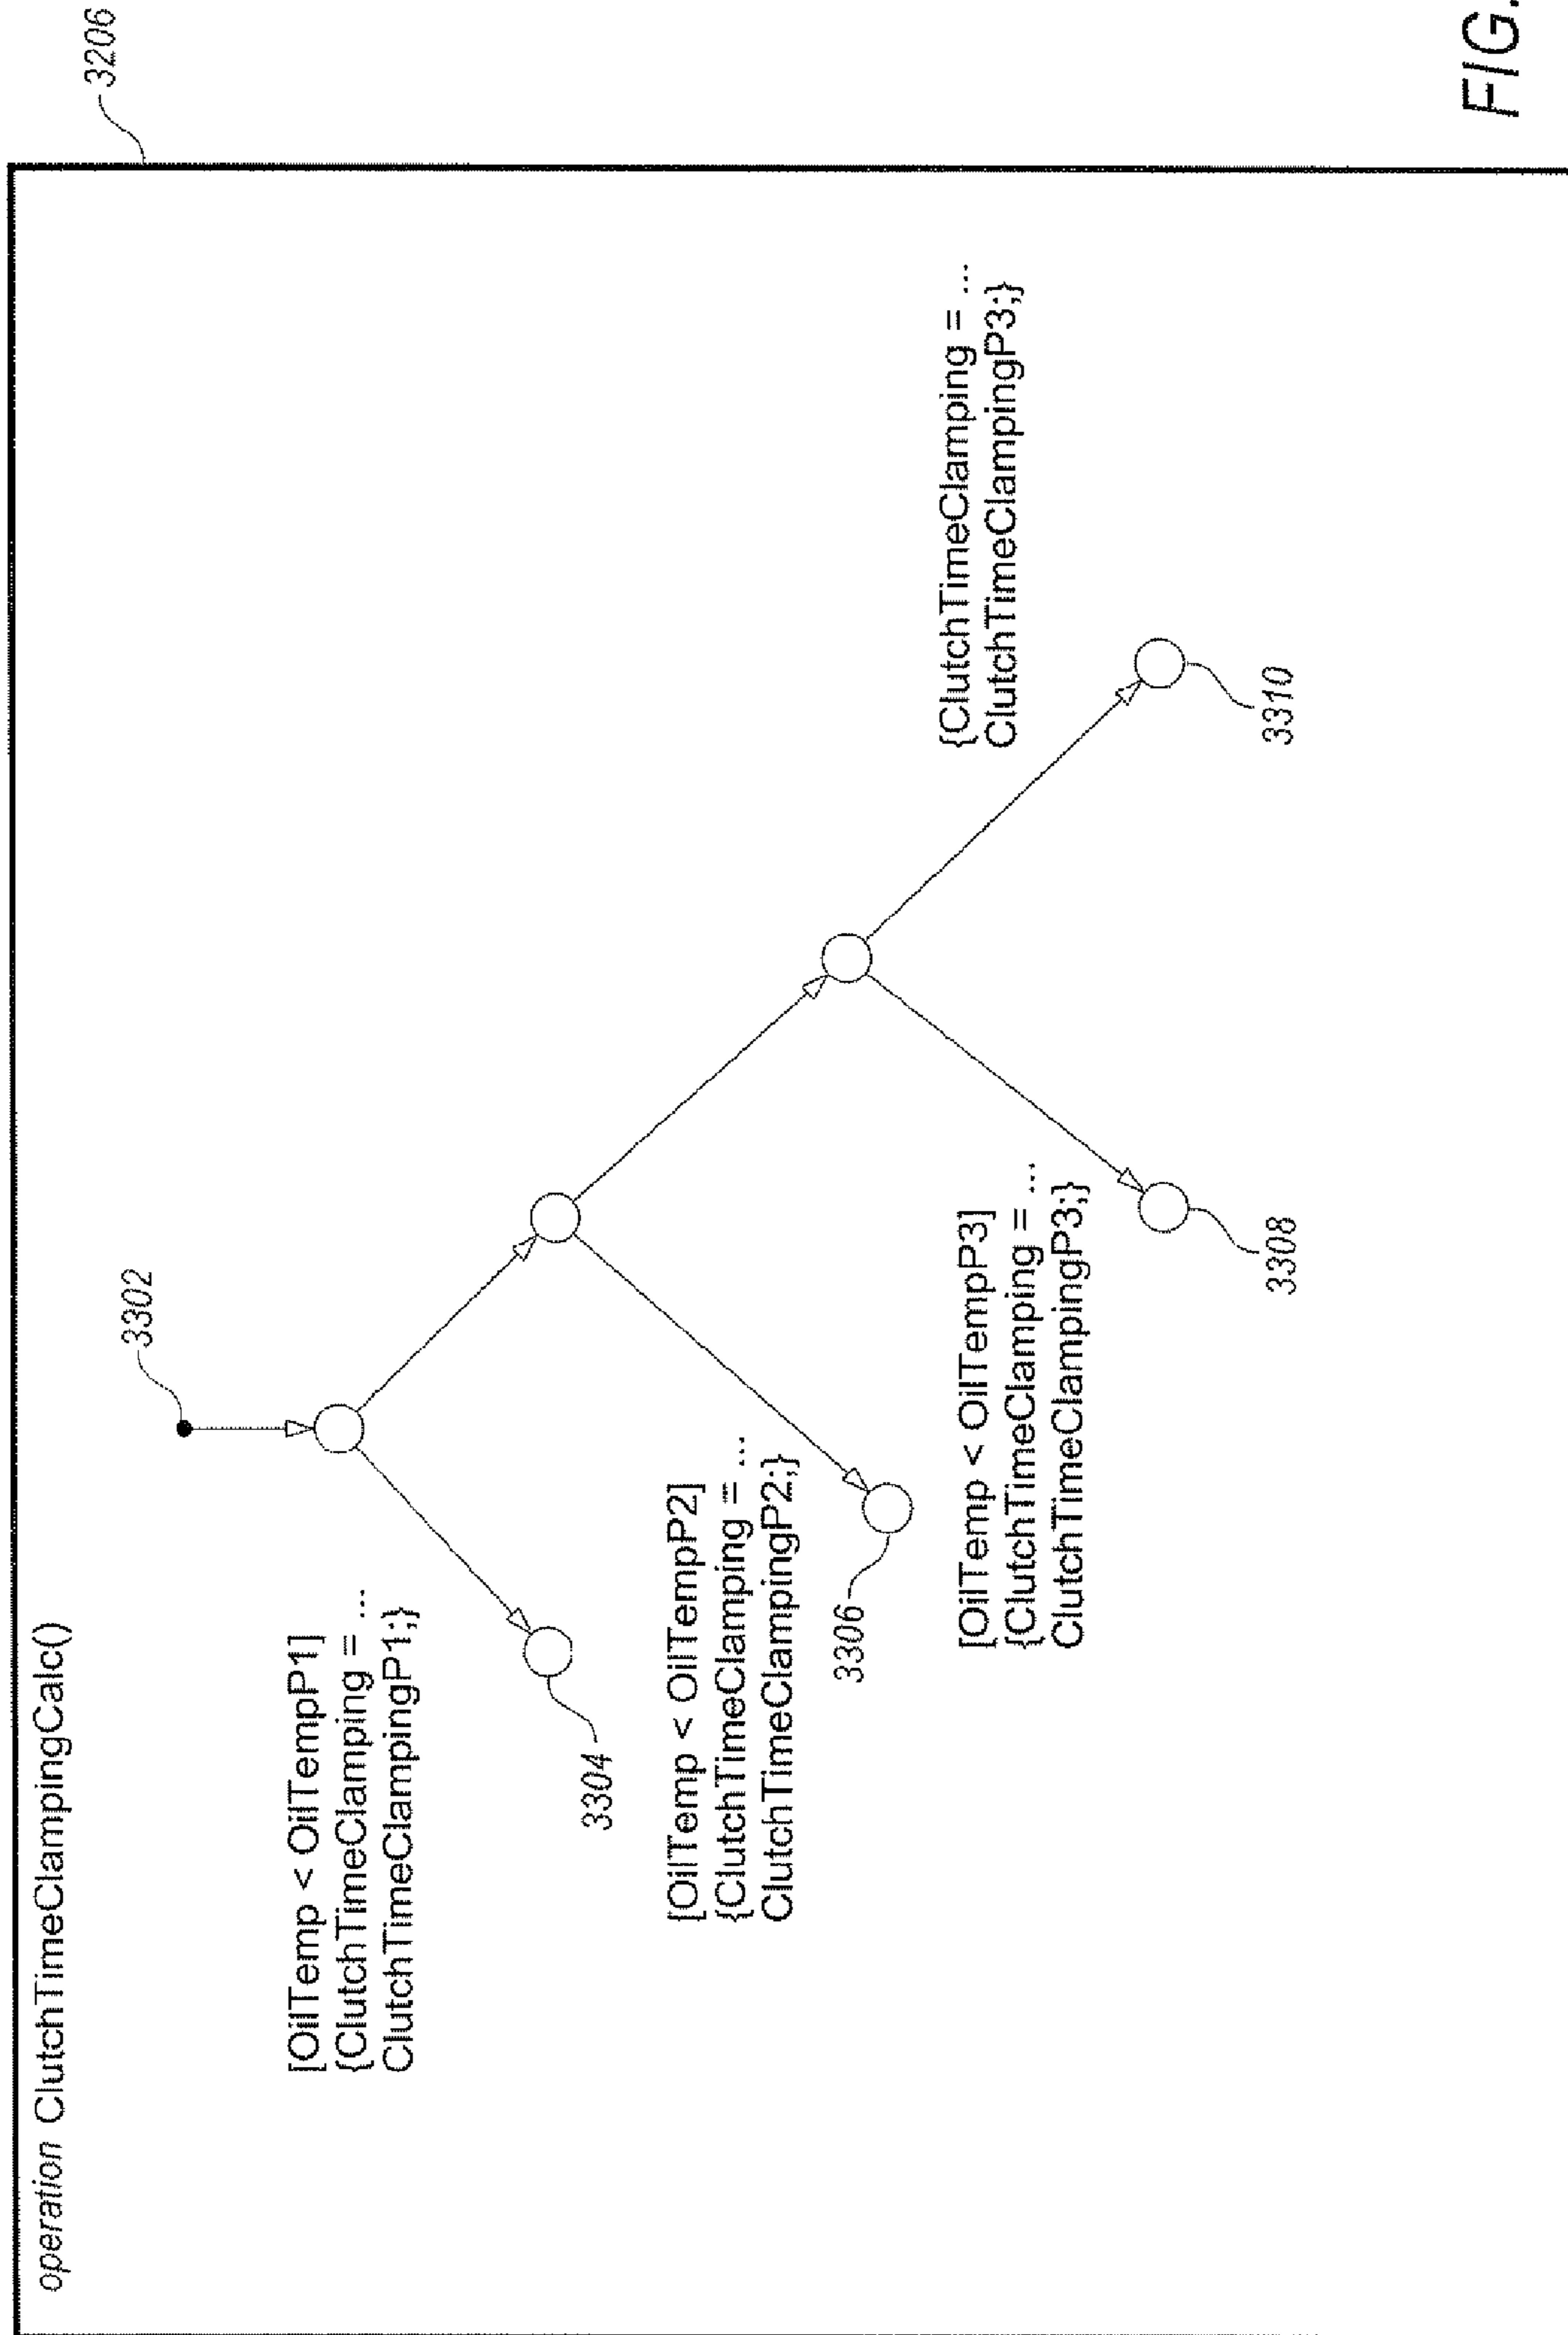 operation ClutchTimeClampingCalc()
3206
3302
[OilTemp < OilTempP1]
{ClutchTimeClamping = ...
ClutchTimeClampingP1;}
3304
[OilTemp < OilTempP2]
{ClutchTimeClamping = ...
ClutchTimeClampingP2;}
3306
[OilTemp < OilTempP3]
{ClutchTimeClamping = ...
ClutchTimeClampingP3;}
3308
{ClutchTimeClamping = ...
ClutchTimeClampingP3;}
3310
FIG.